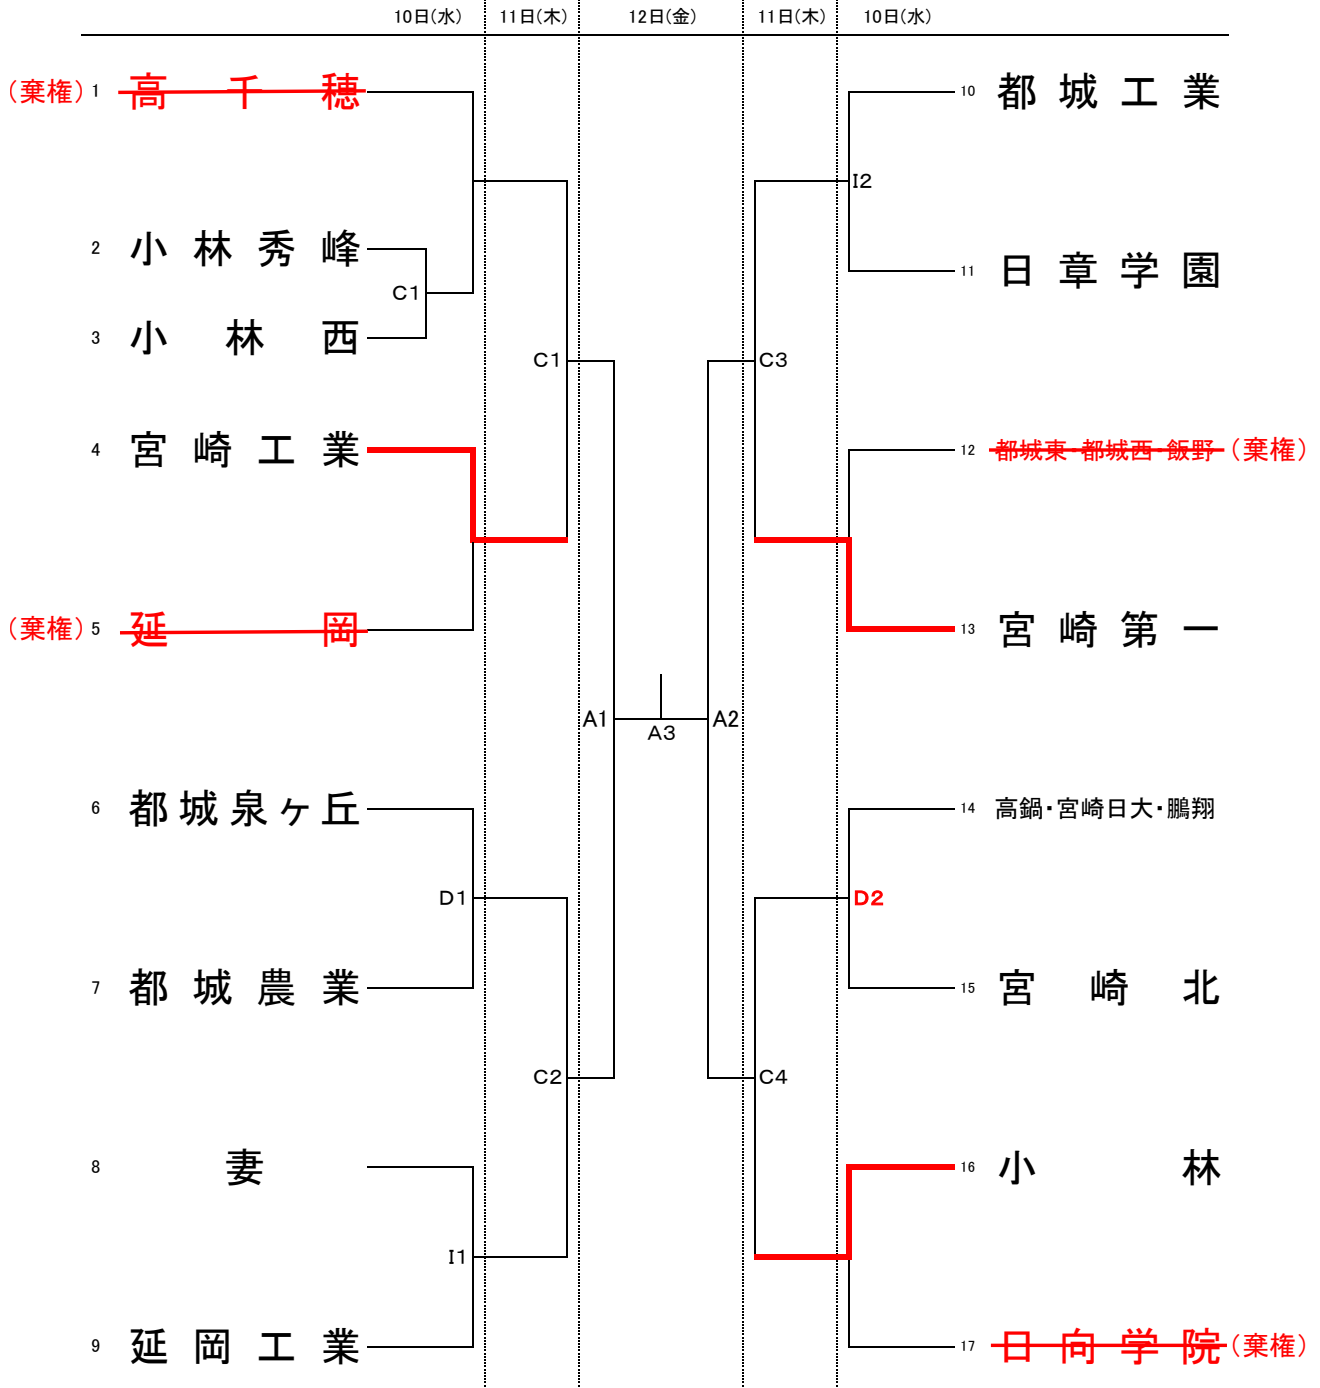 10日(水) 11日(木) 12日(金) 11日(木) 10日(水)
(棄権) 1 高千穂
2 小林秀峰
C1
3 小林西
C1
4 宮崎工業
(棄権) 5 延岡
A1
6 都城泉ヶ丘
D1
7 都城農業
C2
8 妻
I1
9 延岡工業
A3
10 都城工業
I2
11 日章学園
C3
12 都城東・都城西・飯野 (棄権)
13 宮崎第一
A2
14 高鍋・宮崎日大・鵬翔
D2
15 宮崎北
C4
16 小林
17 日向学院 (棄権)